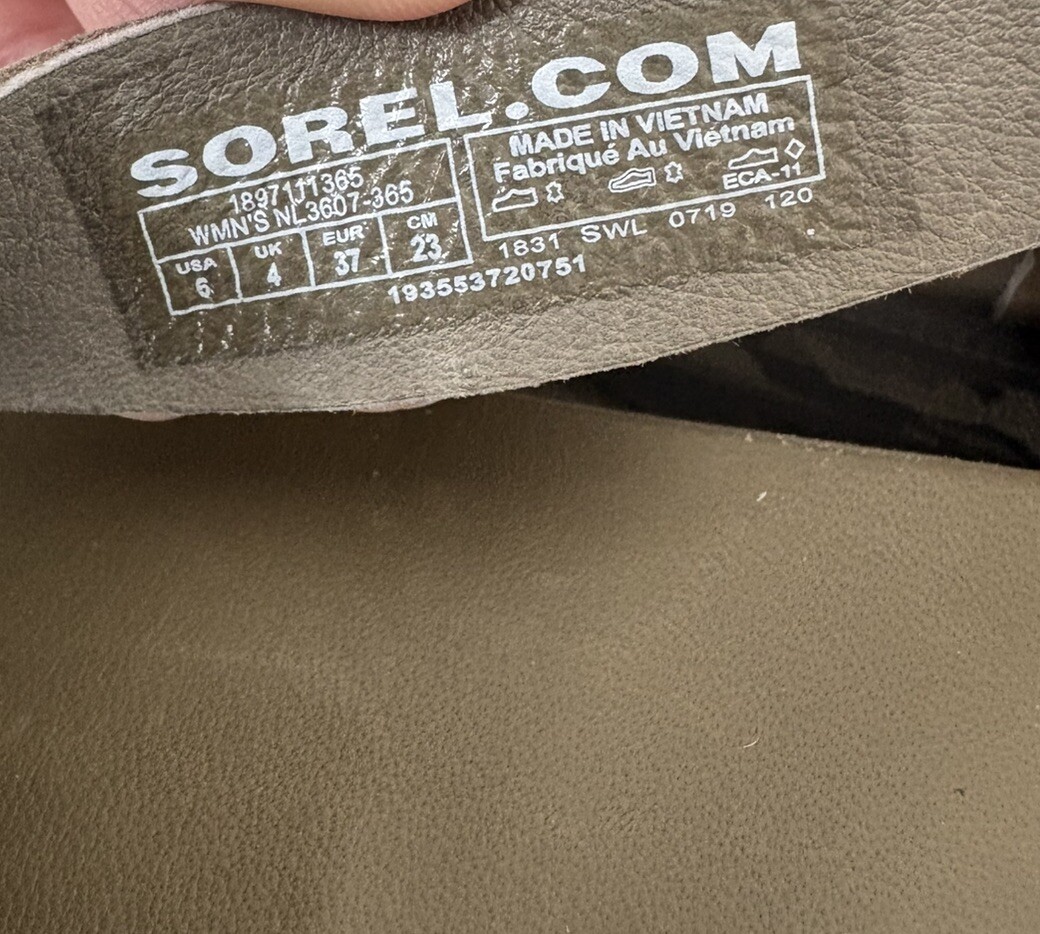 SOREL.COM
1897111365
WMN'S NL3607-365
USA UK EUR CM
6 4 37 23
MADE IN VIETNAM
Fabriqué Au Viétnam
ECA-11
1831 SWL 0719 120
193553720751